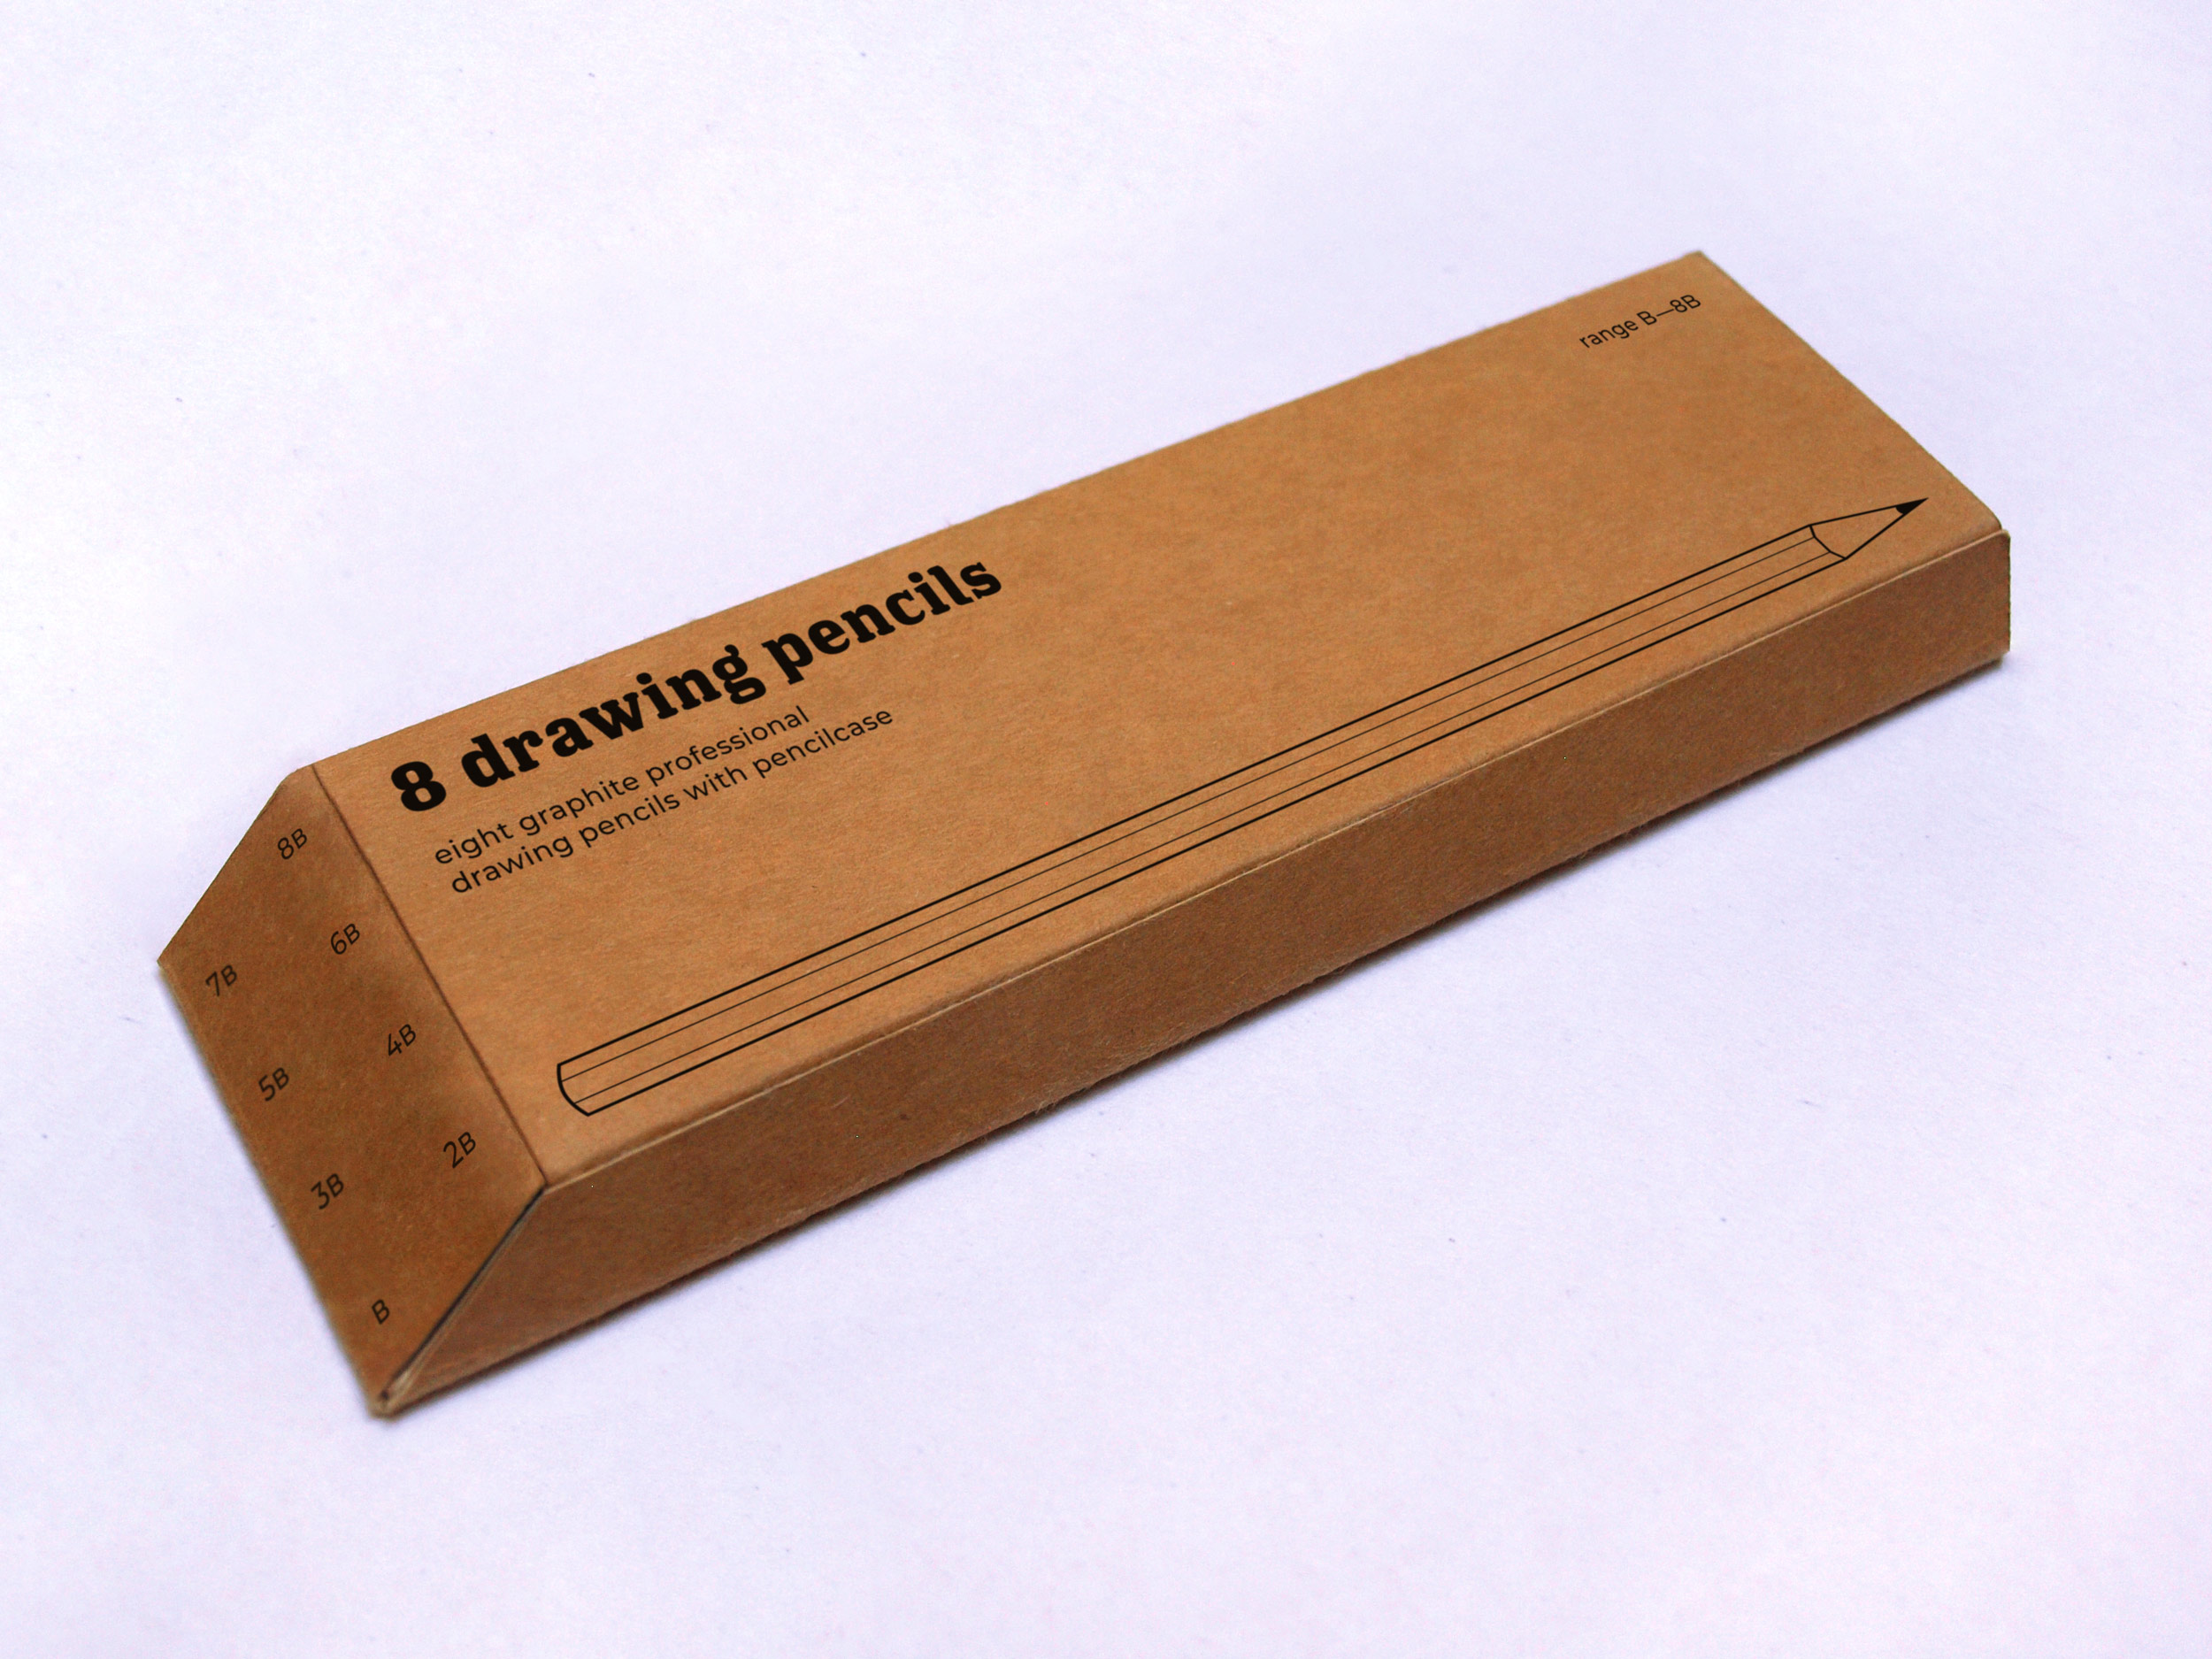 8 drawing pencils
eight graphite professional
drawing pencils with pencilcase
range B—8B
8B
7B
6B
5B
4B
3B
2B
B